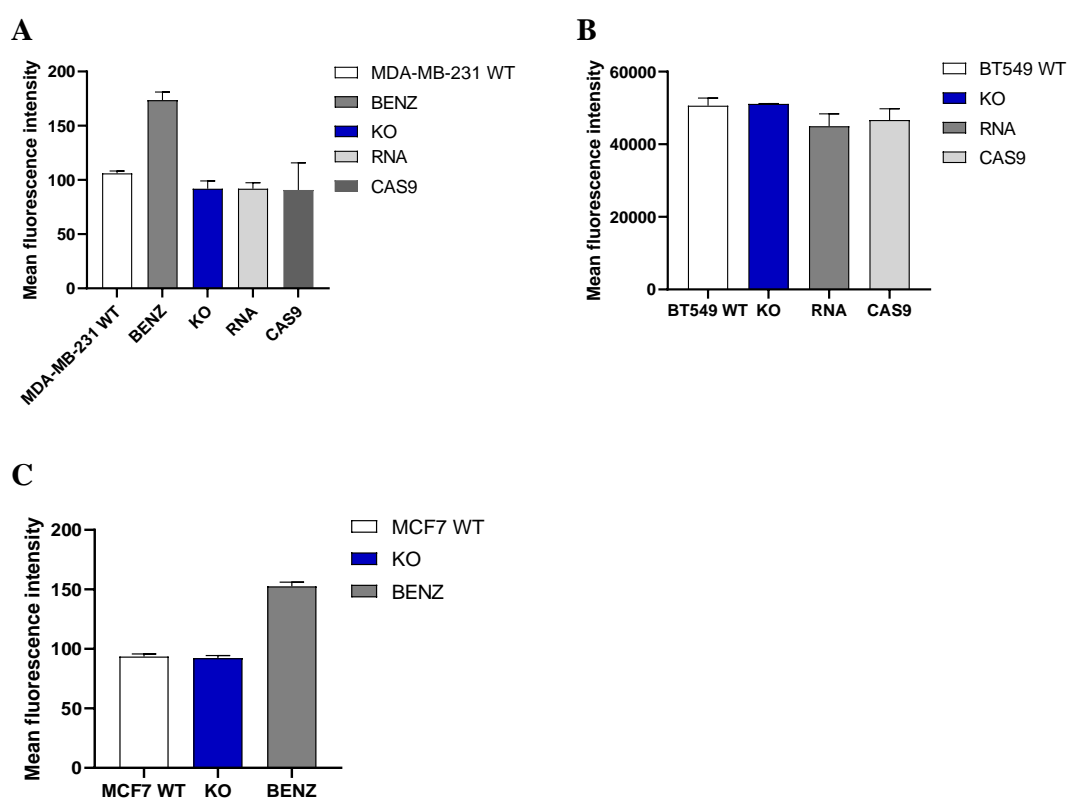 A
Mean fluorescence intensity
200
150
100
50
0
MDA-MB-231 WT
BENZ
KO
RNA
CAS9
MDA-MB-231 WT
BENZ
KO
RNA
CAS9
B
Mean fluorescence intensity
60000
40000
20000
0
BT549 WT KO RNA CAS9
BT549 WT
KO
RNA
CAS9
C
Mean fluorescence intensity
200
150
100
50
0
MCF7 WT KO BENZ
MCF7 WT
KO
BENZ